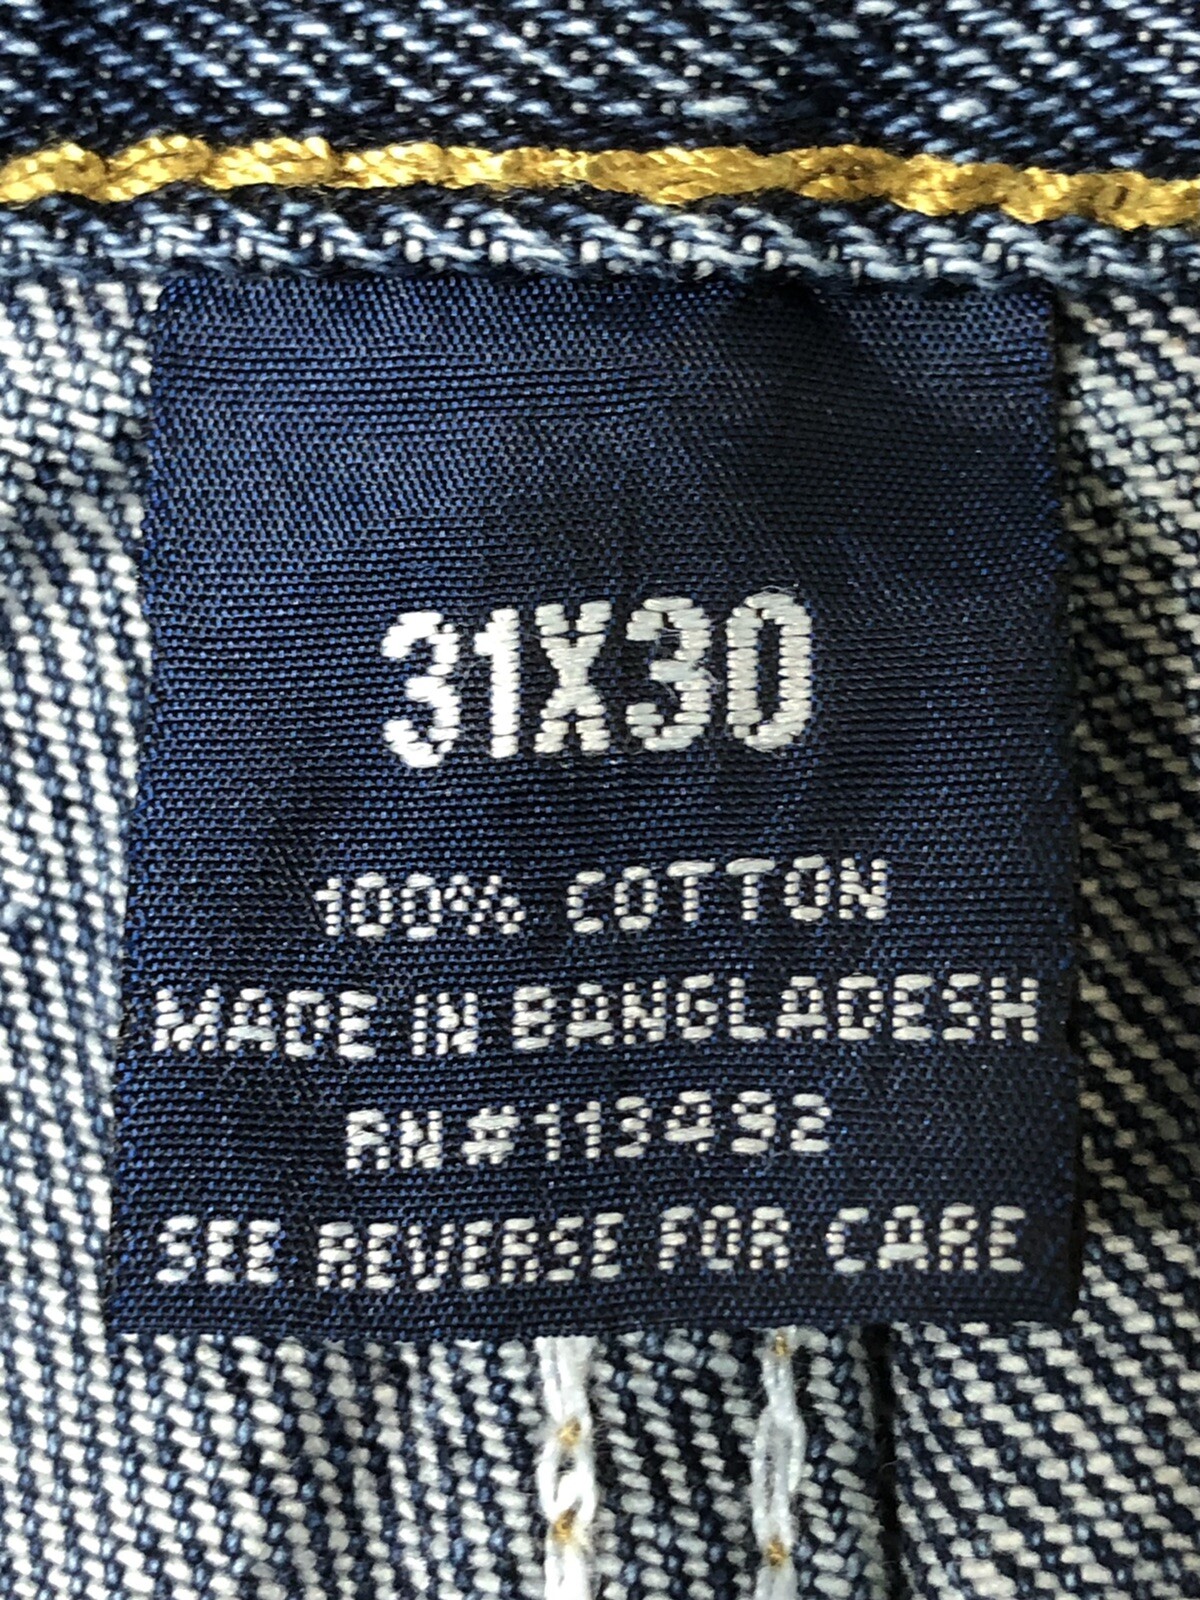 31X30
100% COTTON
MADE IN BANGLADESH
RN#113492
SEE REVERSE FOR CARE